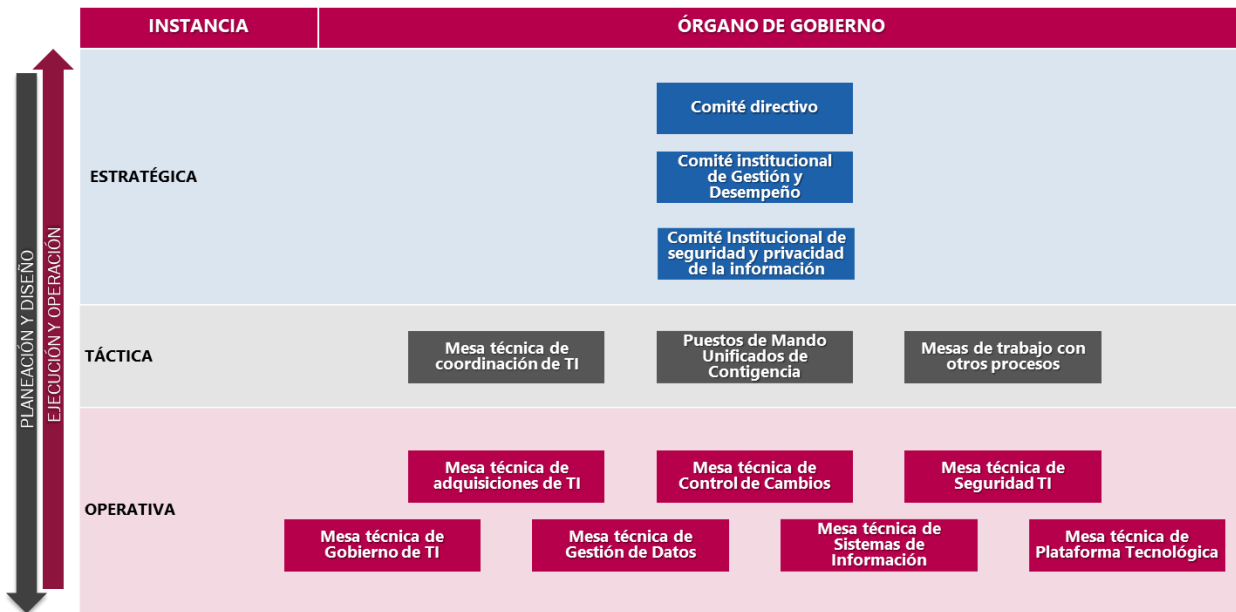 INSTANCIA
ÓRGANO DE GOBIERNO
PLANEACIÓN Y DISEÑO
EJECUCIÓN Y OPERACIÓN
ESTRATÉGICA
Comité directivo
Comité institucional
de Gestión y
Desempeño
Comité Institucional de
seguridad y privacidad
de la información
TÁCTICA
Mesa técnica de
coordinación de TI
Puestos de Mando
Unificados de
Contigencia
Mesas de trabajo con
otros procesos
OPERATIVA
Mesa técnica de
adquisiciones de TI
Mesa técnica de
Control de Cambios
Mesa técnica de
Seguridad TI
Mesa técnica de
Gobierno de TI
Mesa técnica de
Gestión de Datos
Mesa técnica de
Sistemas de
Información
Mesa técnica de
Plataforma Tecnológica